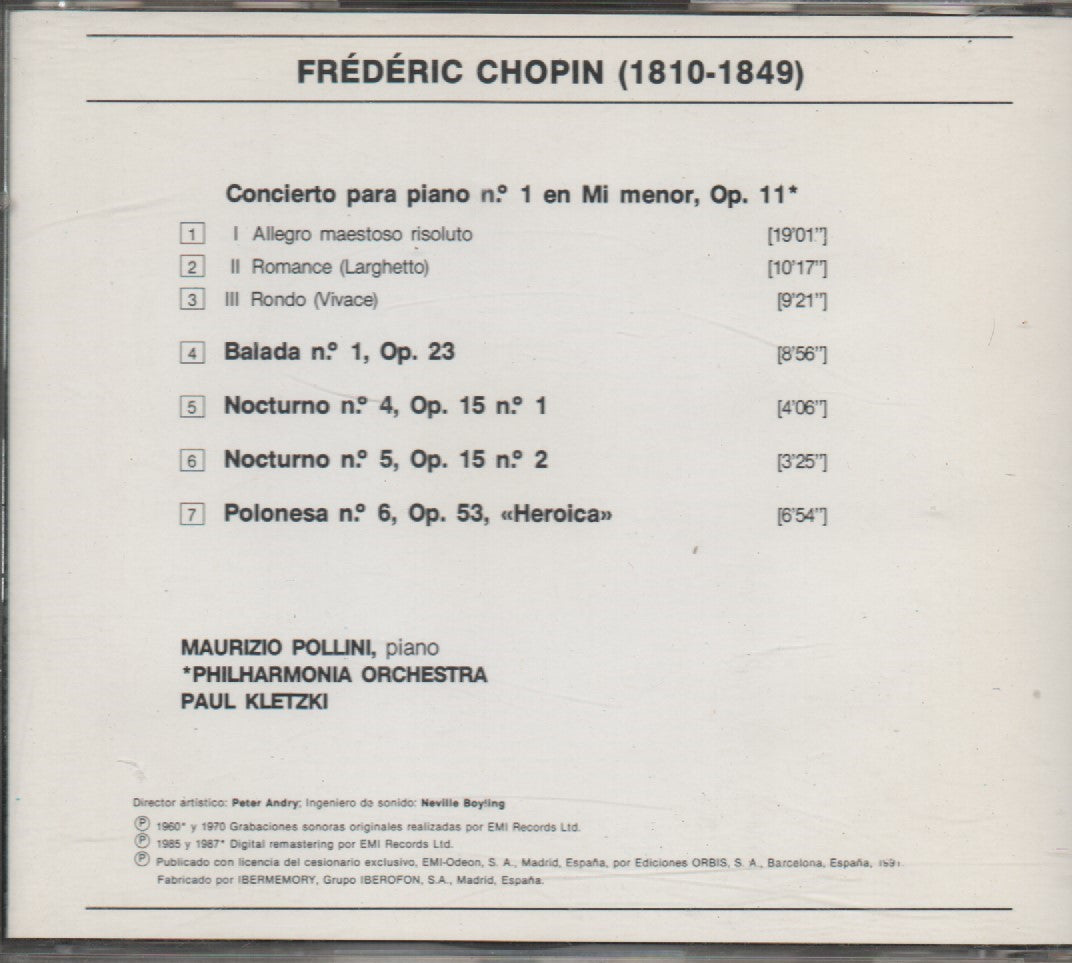 FRÉDÉRIC CHOPIN (1810-1849)
Concierto para piano n.º 1 en Mi menor, Op. 11*
1 I Allegro maestoso risoluto [19'01"]
2 II Romance (Larghetto) [10'17"]
3 III Rondo (Vivace) [9'21"]
4 Balada n.º 1, Op. 23 [8'56"]
5 Nocturno n.º 4, Op. 15 n.º 1 [4'06"]
6 Nocturno n.º 5, Op. 15 n.º 2 [3'25"]
7 Polonesa n.º 6, Op. 53, «Heroica» [6'54"]
MAURIZIO POLLINI, piano
*PHILHARMONIA ORCHESTRA
PAUL KLETZKI
Director artístico: Peter Andry; Ingeniero de sonido: Neville Boyling
Ⓟ 1960* y 1970 Grabaciones sonoras originales realizadas por EMI Records Ltd.
Ⓟ 1985 y 1987* Digital remastering por EMI Records Ltd.
Ⓟ Publicado con licencia del cesionario exclusivo, EMI-Odeon, S. A., Madrid, España, por Ediciones ORBIS, S. A., Barcelona, España, 1991.
Fabricado por IBERMEMORY, Grupo IBEROFON, S.A., Madrid, España.